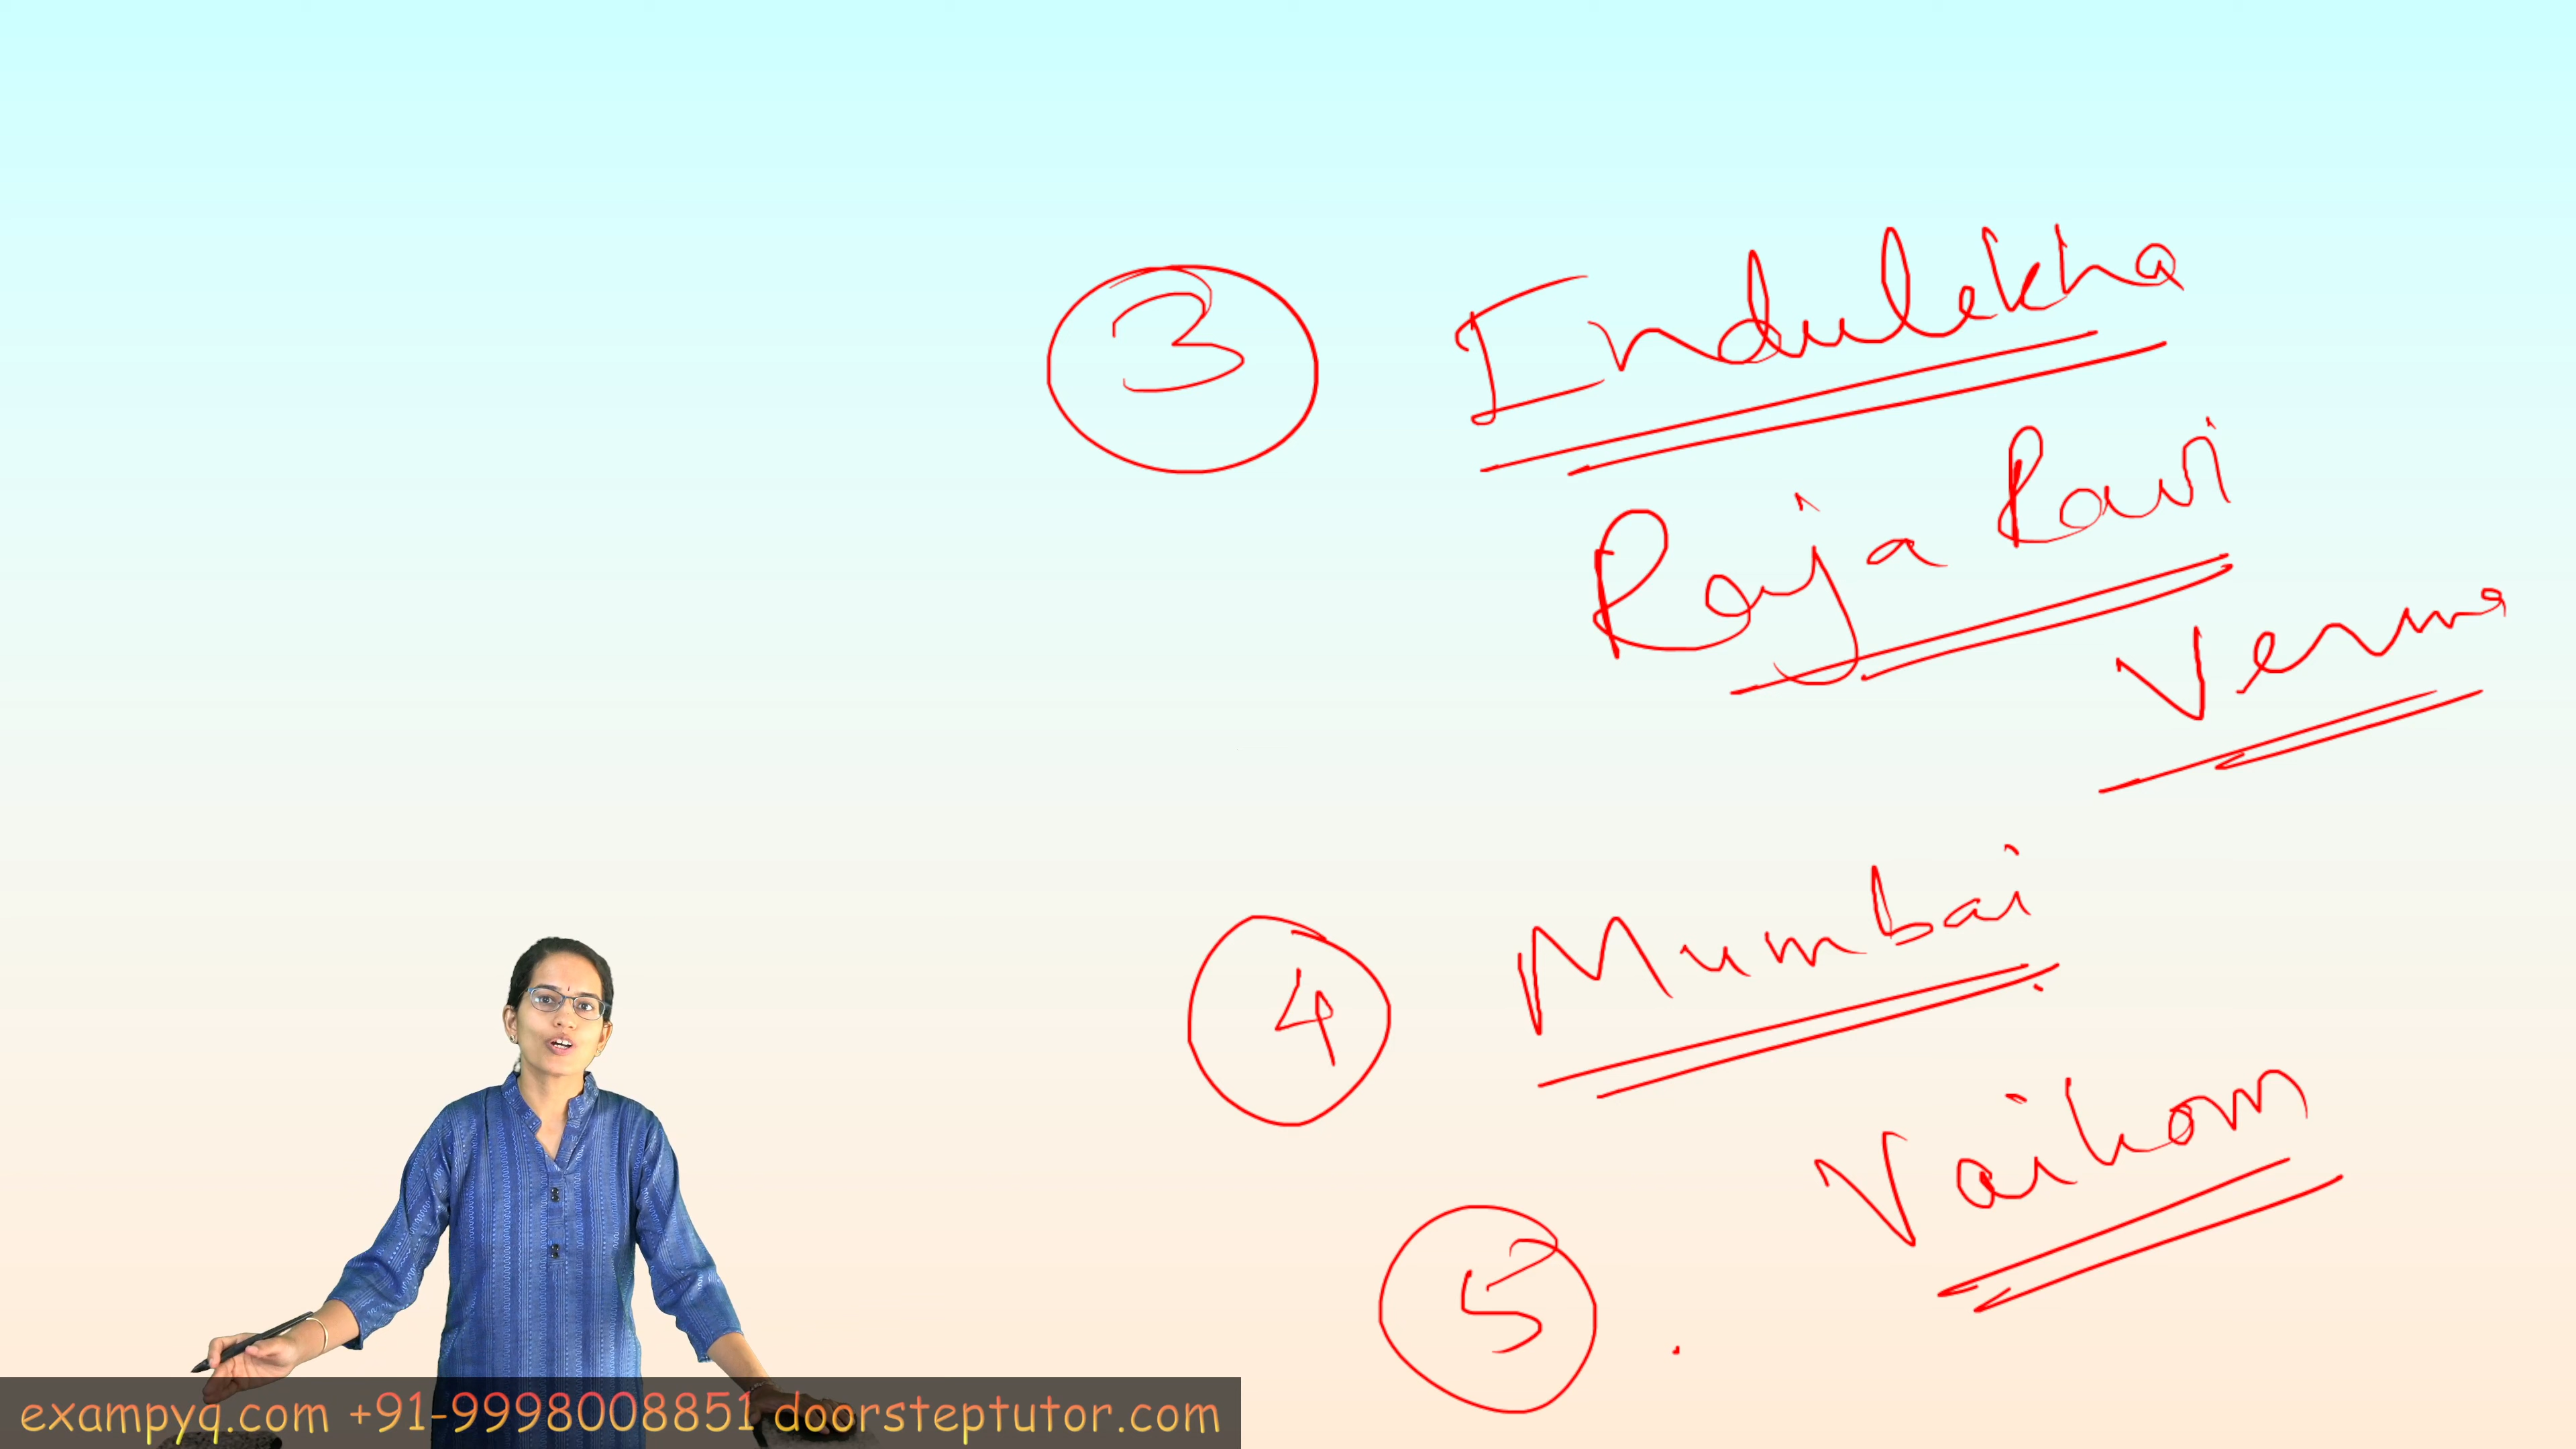 3 Indulekha
Raja Ravi
Verma
4 Mumbai
Vaikom
5
exampyq.com +91-9998008851 doorsteptutor.com